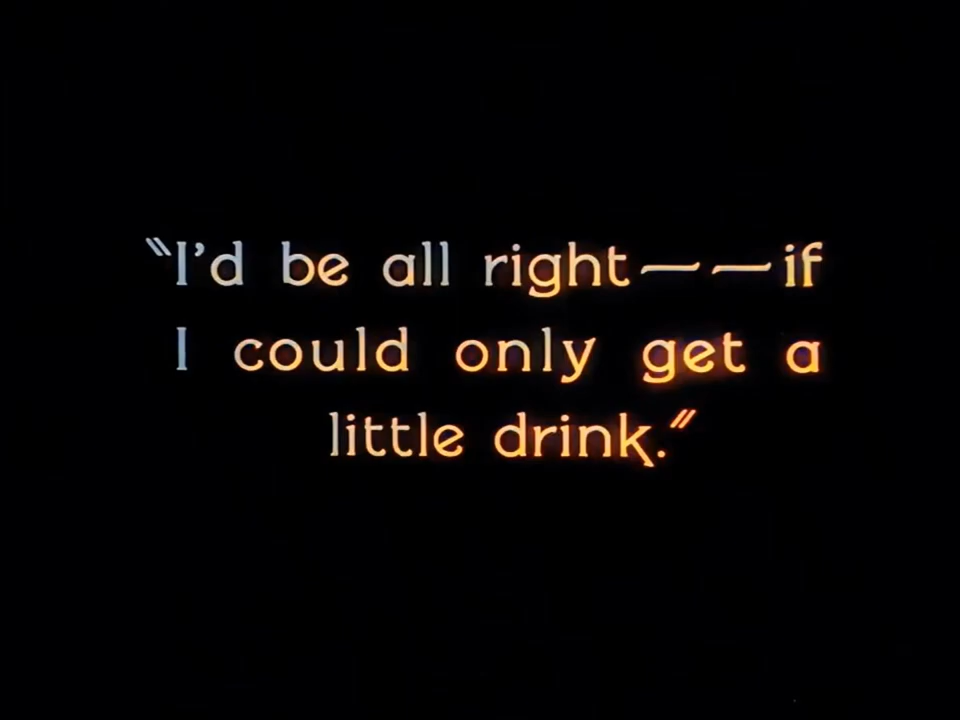 "I'd be all right——if
I could only get a
little drink."